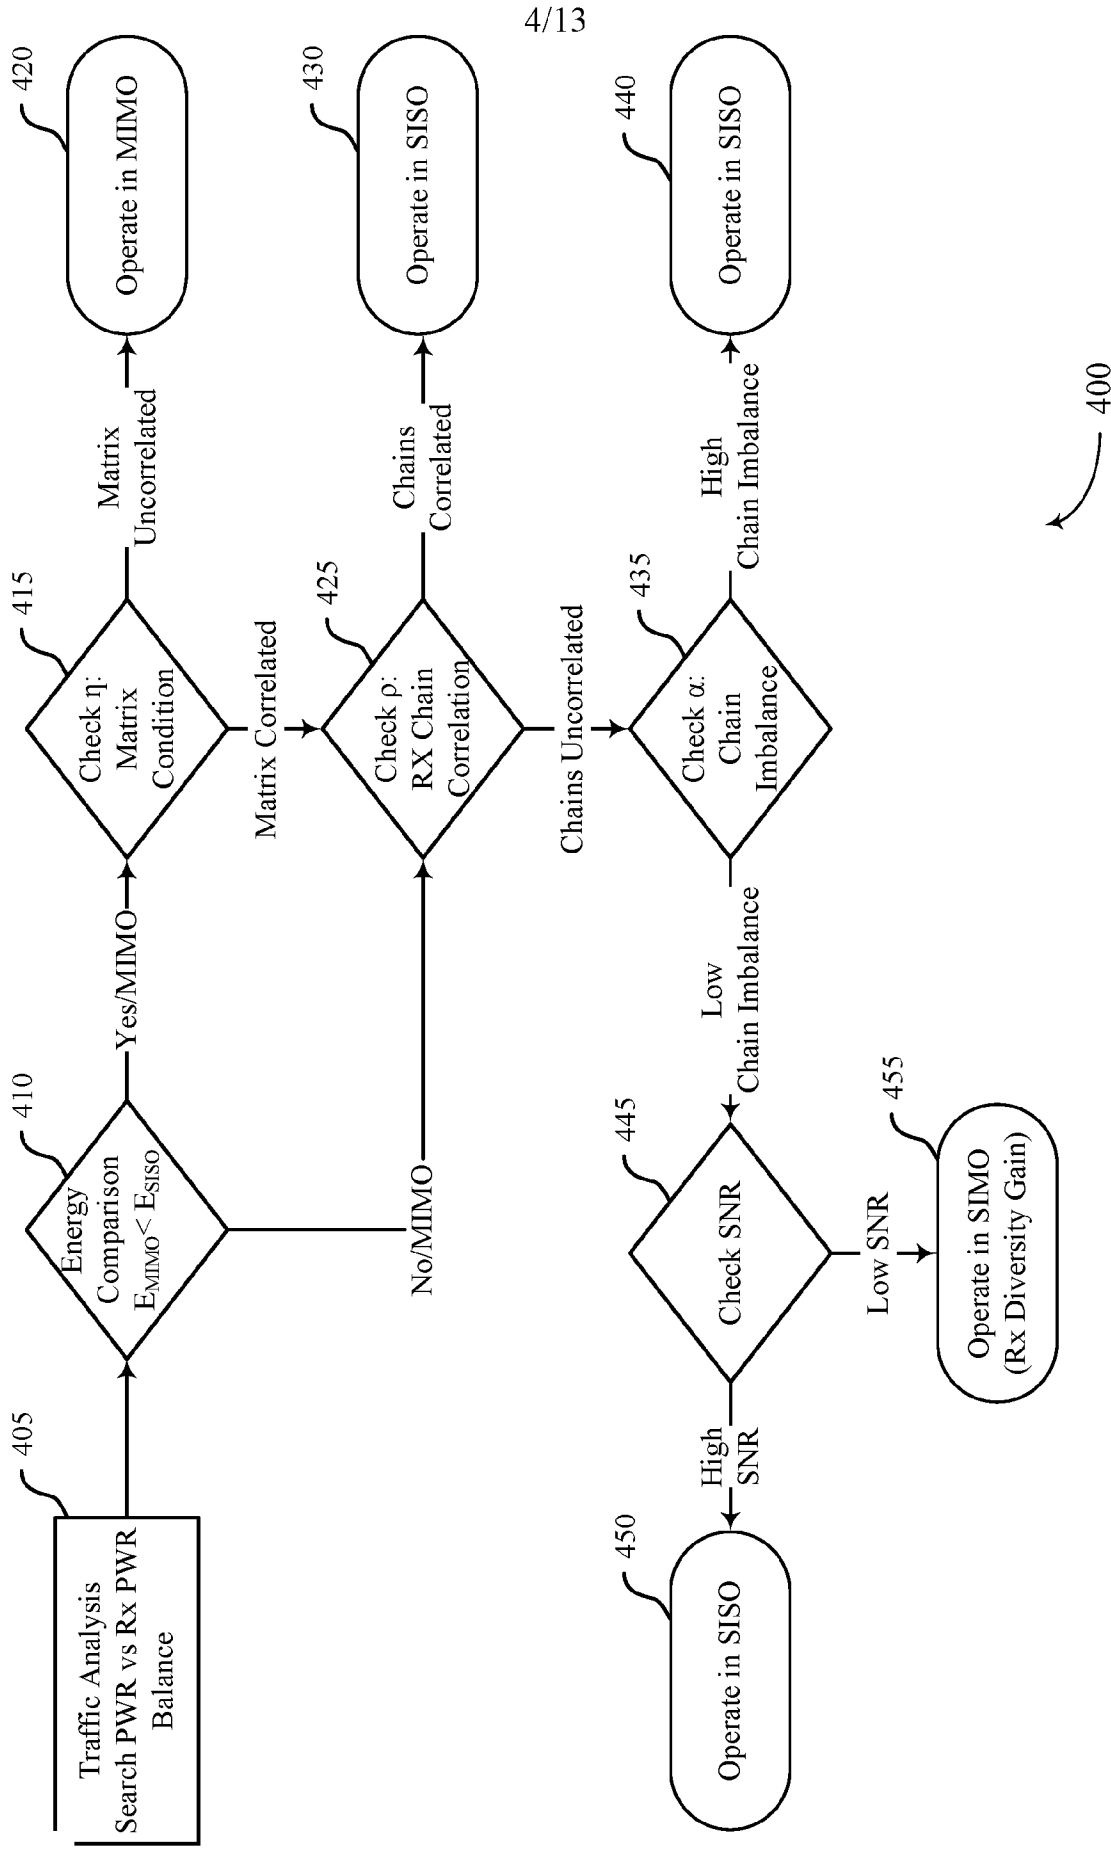 4/13
405
Traffic Analysis
Search PWR vs Rx PWR
Balance
410
Energy
Comparison
E_MIMO < E_SISO
Yes/MIMO
No/MIMO
415
Check η:
Matrix
Condition
Matrix
Uncorrelated
420
Operate in MIMO
Matrix Correlated
425
Check ρ:
RX Chain
Correlation
Chains
Correlated
430
Operate in SISO
Chains Uncorrelated
435
Check α:
Chain
Imbalance
High
Chain Imbalance
440
Operate in SISO
Low
Chain Imbalance
445
Check SNR
High
SNR
450
Operate in SISO
Low SNR
455
Operate in SIMO
(Rx Diversity Gain)
400